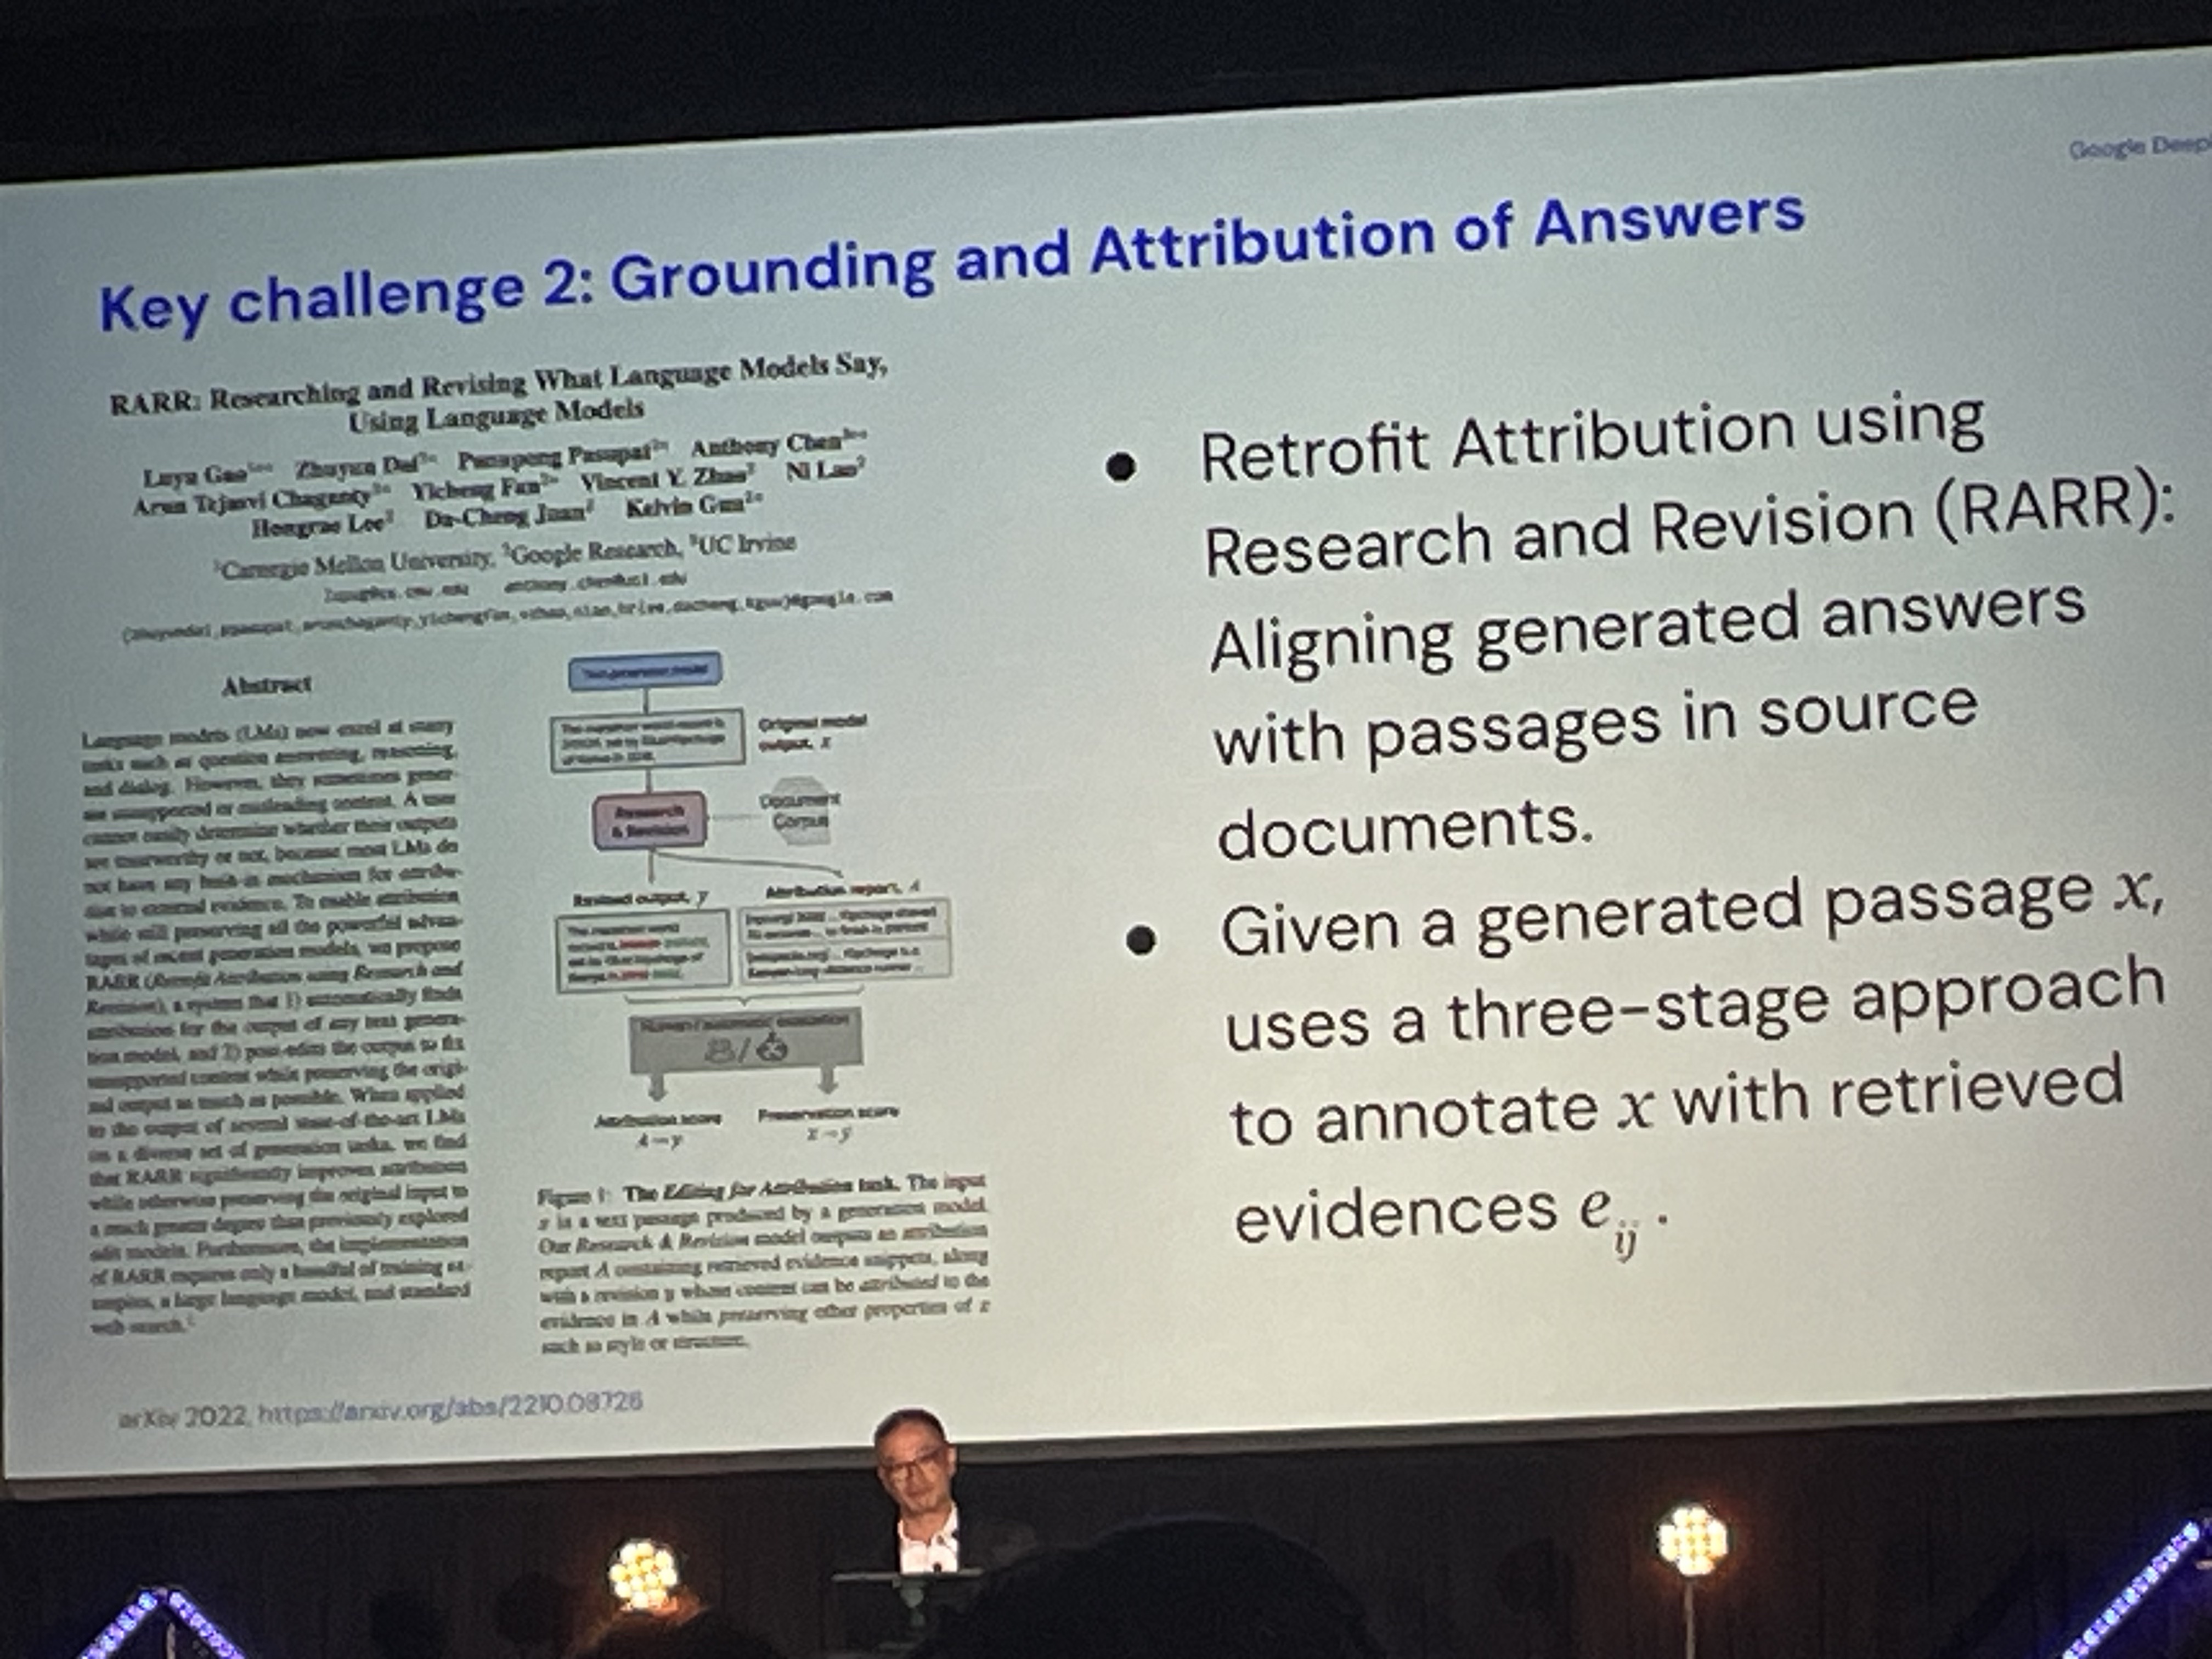 Google Deep
Key challenge 2: Grounding and Attribution of Answers
RARR: Researching and Revising What Language Models Say,
Using Language Models
Luyu Gao Zhuyun Dai Panupong Pasupat Anthony Chen
Arun Tejasvi Chaganty Yicheng Fan Vincent Y. Zhao Ni Lao
Hongrae Lee Da-Cheng Juan Kelvin Guu
¹Carnegie Mellon University, ²Google Research, ³UC Irvine
Abstract
Language models (LMs) now excel at many
tasks such as question answering, reasoning,
and dialog. However, they sometimes gener-
ate unsupported or misleading content. A user
cannot easily determine whether their outputs
are trustworthy or not, because most LMs do
not have any built-in mechanism for attribu-
tion to external evidence. To enable attribution
while still preserving all the powerful advan-
tages of recent generation models, we propose
RARR (Retrofit Attribution using Research and
Revision), a system that 1) automatically finds
attribution for the output of any text genera-
tion model, and 2) post-edits the output to fix
unsupported content while preserving the origi-
nal output as much as possible. When applied
to the output of several state-of-the-art LMs
on a diverse set of generation tasks, we find
that RARR significantly improves attribution
while otherwise preserving the original input to
a much greater degree than previously explored
edit models. Furthermore, the implementation
of RARR requires only a handful of training ex-
amples, a large language model, and standard
web search.
Text generation model
Original model
output, x
Research
& Revision
Document
Corpus
Revised output, y
Attribution report, A
Human / automatic evaluation
Attribution score
A → y
Preservation score
x → y
Figure 1: The Editing for Attribution task. The input
x is a text passage produced by a generation model.
Our Research & Revision model outputs an attribution
report A containing retrieved evidence snippets, along
with a revision y whose content can be attributed to the
evidence in A while preserving other properties of x
such as style or structure.
arXiv 2022, https://arxiv.org/abs/2210.08726
● Retrofit Attribution using
Research and Revision (RARR):
Aligning generated answers
with passages in source
documents.
● Given a generated passage x,
uses a three-stage approach
to annotate x with retrieved
evidences e_ij .